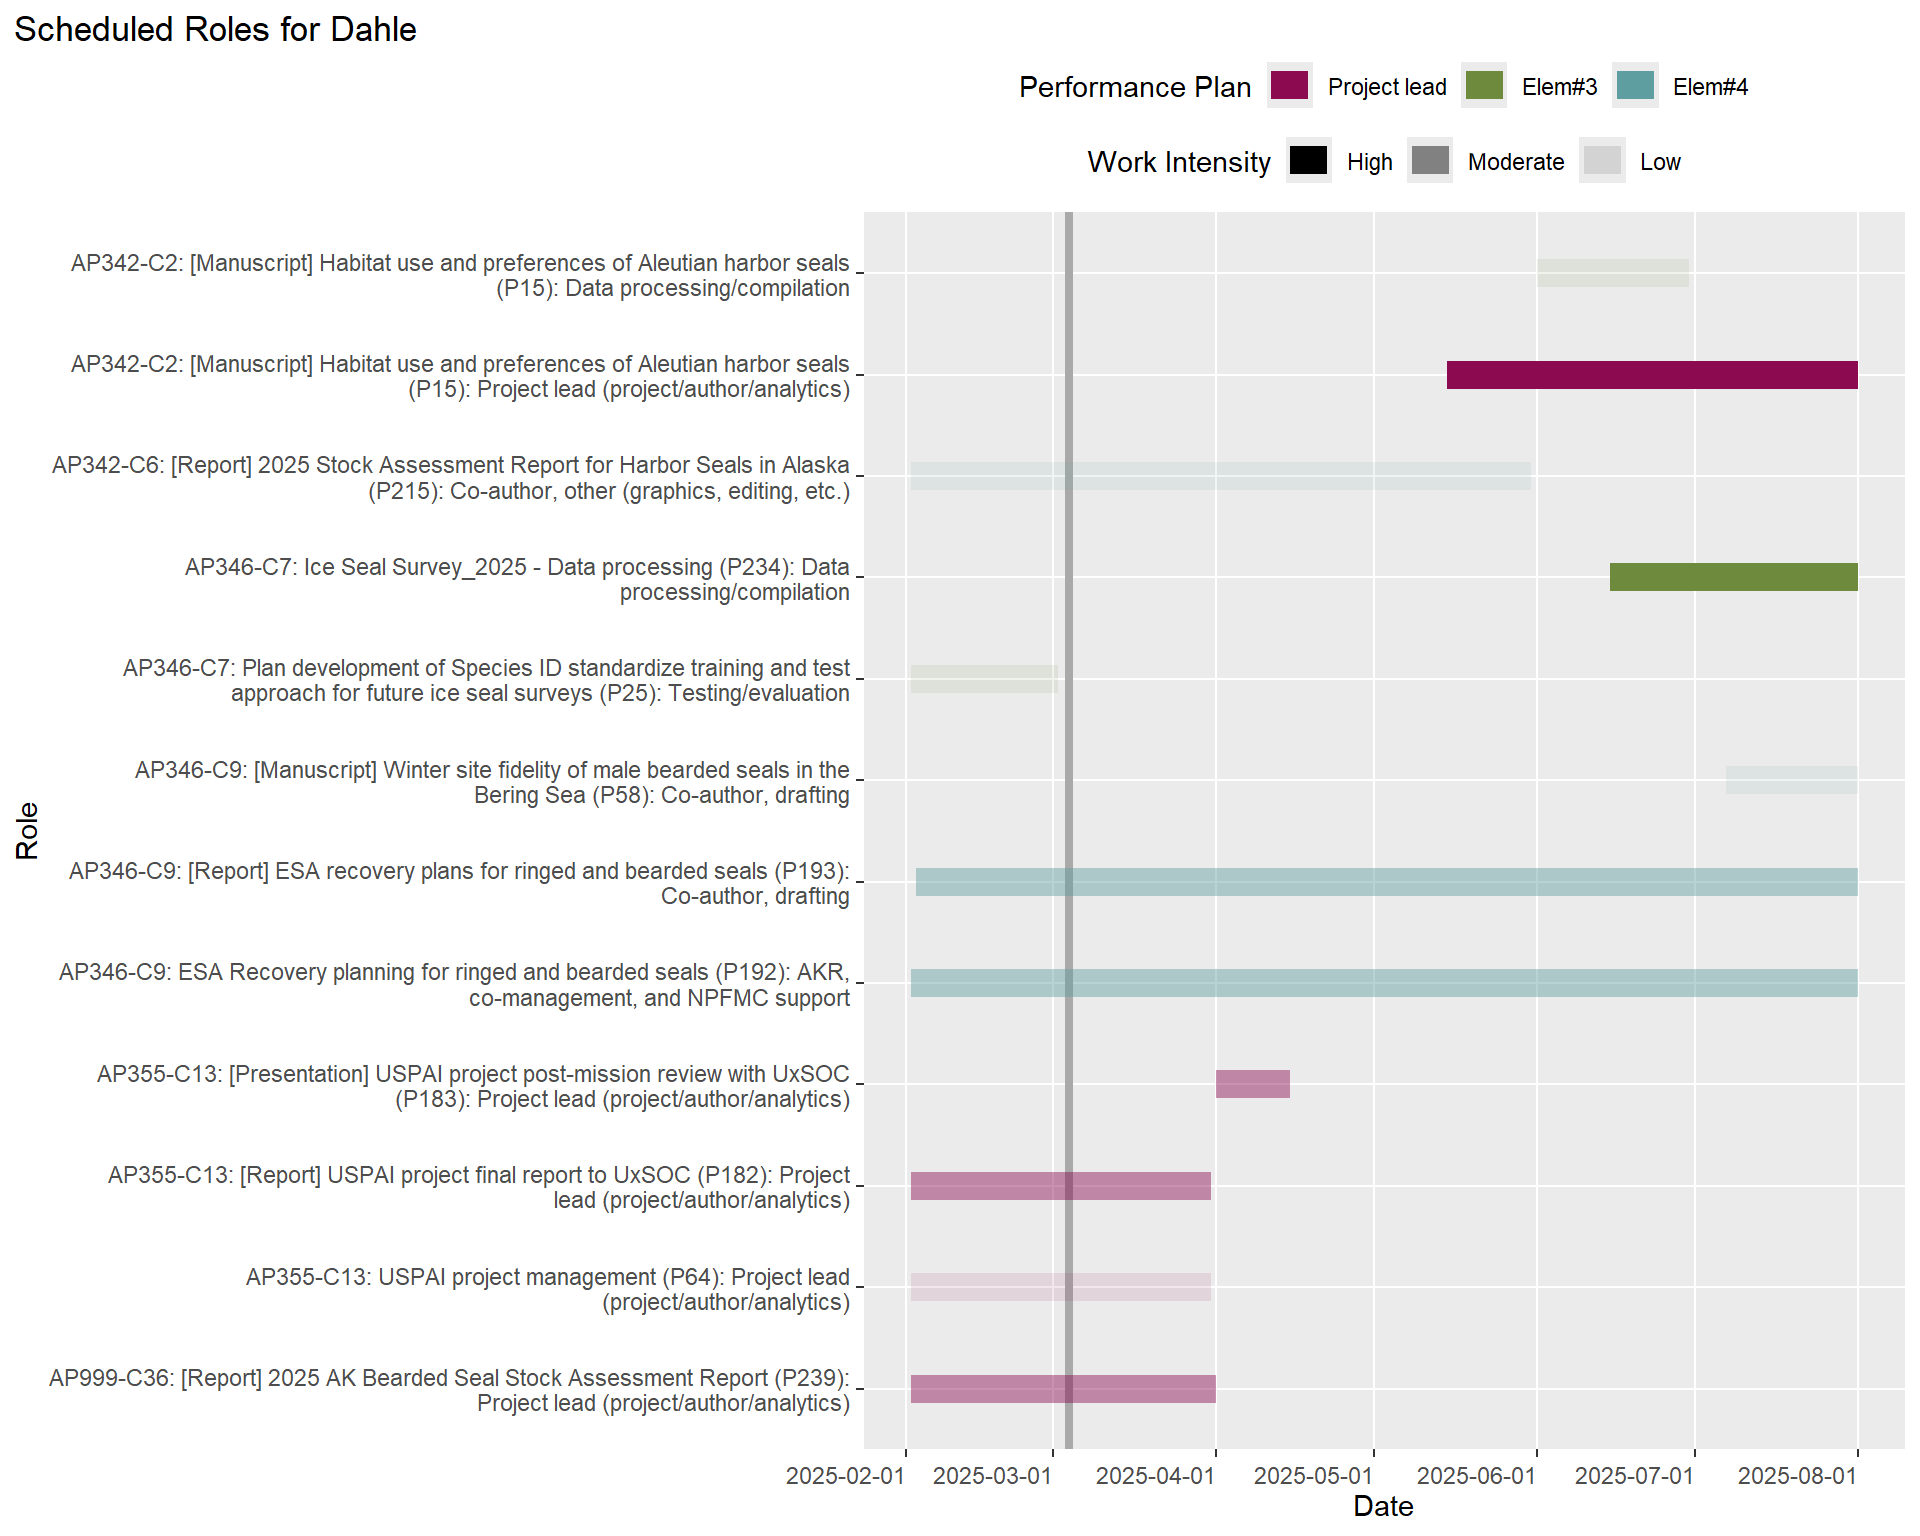 Scheduled Roles for Dahle
Performance Plan Project lead Elem#3 Elem#4
Work Intensity High Moderate Low
AP342-C2: [Manuscript] Habitat use and preferences of Aleutian harbor seals
(P15): Data processing/compilation
AP342-C2: [Manuscript] Habitat use and preferences of Aleutian harbor seals
(P15): Project lead (project/author/analytics)
AP342-C6: [Report] 2025 Stock Assessment Report for Harbor Seals in Alaska
(P215): Co-author, other (graphics, editing, etc.)
AP346-C7: Ice Seal Survey_2025 - Data processing (P234): Data
processing/compilation
AP346-C7: Plan development of Species ID standardize training and test
approach for future ice seal surveys (P25): Testing/evaluation
AP346-C9: [Manuscript] Winter site fidelity of male bearded seals in the
Bering Sea (P58): Co-author, drafting
AP346-C9: [Report] ESA recovery plans for ringed and bearded seals (P193):
Co-author, drafting
AP346-C9: ESA Recovery planning for ringed and bearded seals (P192): AKR,
co-management, and NPFMC support
AP355-C13: [Presentation] USPAI project post-mission review with UxSOC
(P183): Project lead (project/author/analytics)
AP355-C13: [Report] USPAI project final report to UxSOC (P182): Project
lead (project/author/analytics)
AP355-C13: USPAI project management (P64): Project lead
(project/author/analytics)
AP999-C36: [Report] 2025 AK Bearded Seal Stock Assessment Report (P239):
Project lead (project/author/analytics)
Role
2025-02-01 2025-03-01 2025-04-01 2025-05-01 2025-06-01 2025-07-01 2025-08-01
Date